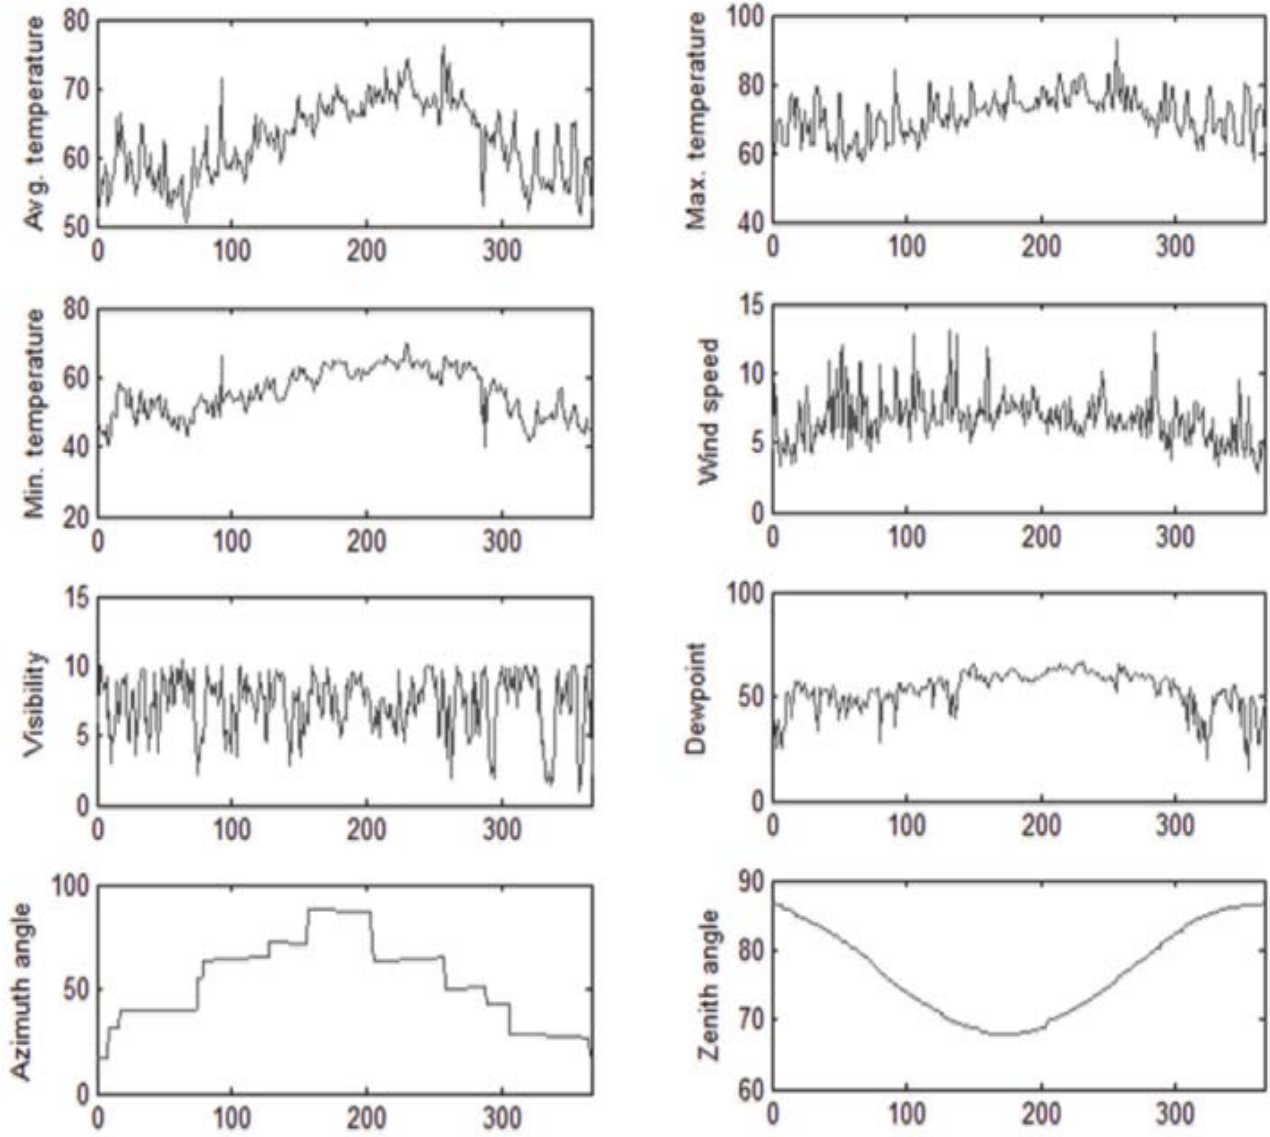 80
70
60
50
Avg. temperature
0 100 200 300
100
80
60
40
Max. temperature
0 100 200 300
80
60
40
20
Min. temperature
0 100 200 300
15
10
5
0
Wind speed
0 100 200 300
15
10
5
0
Visibility
0 100 200 300
100
50
0
Dewpoint
0 100 200 300
100
50
0
Azimuth angle
0 100 200 300
90
80
70
60
Zenith angle
0 100 200 300